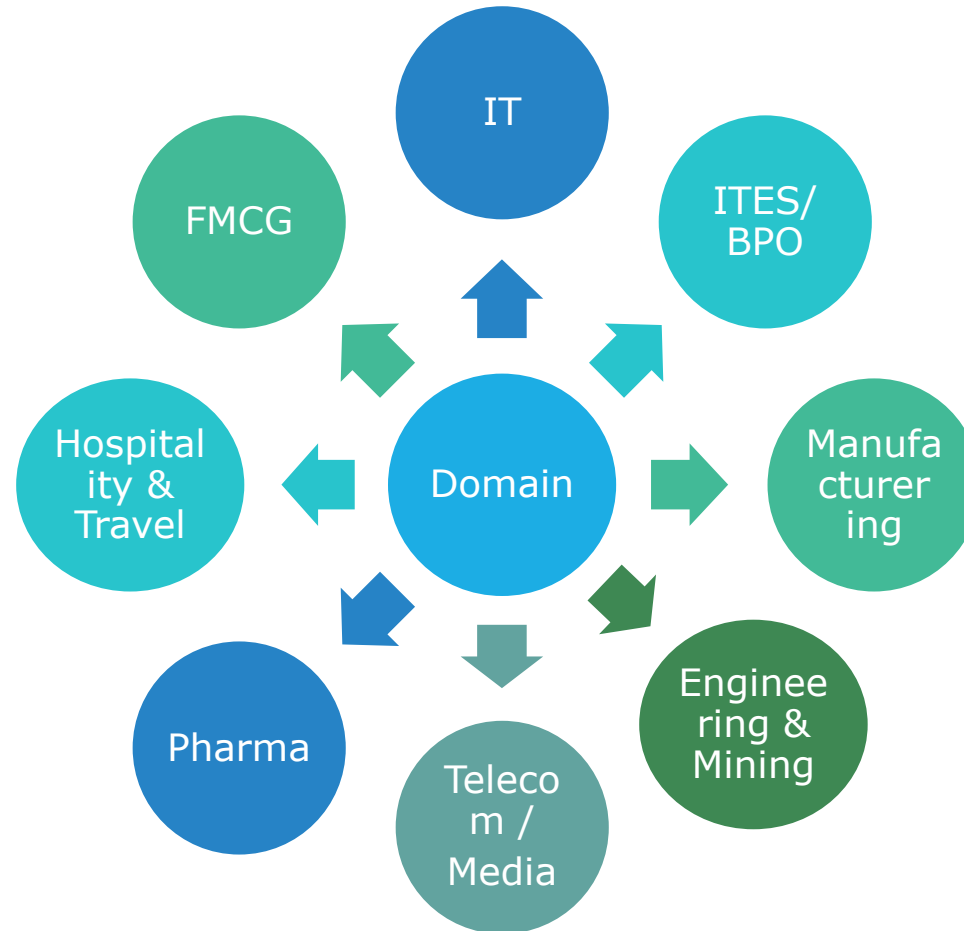 IT
ITES/
BPO
Manufa
cturer
ing
Enginee
ring &
Mining
Teleco
m /
Media
Pharma
Hospital
ity &
Travel
FMCG
Domain